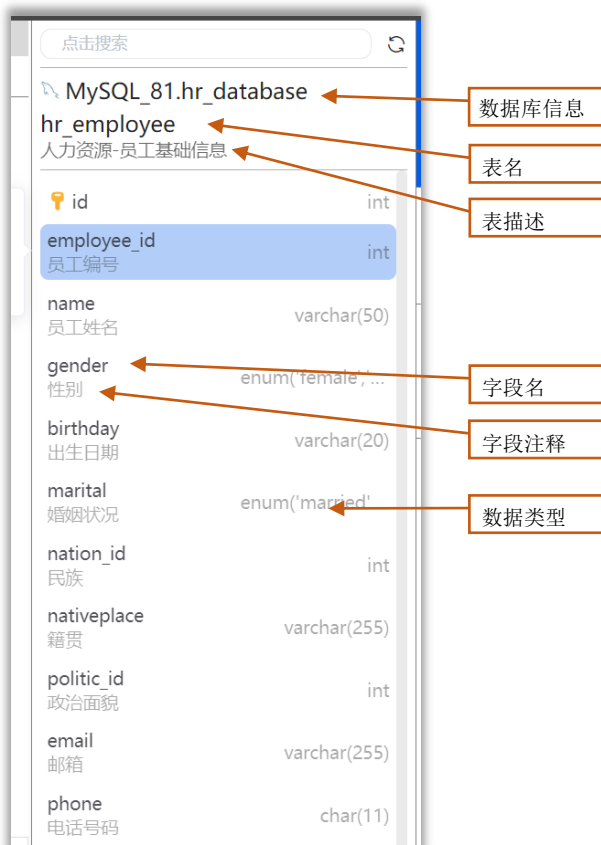 点击搜索
MySQL_81.hr_database
hr_employee
人力资源-员工基础信息
id int
employee_id
员工编号
int
name
员工姓名
varchar(50)
gender
性别
enum('female','...
birthday
出生日期
varchar(20)
marital
婚姻状况
enum('married'
nation_id
民族
int
nativeplace
籍贯
varchar(255)
politic_id
政治面貌
int
email
邮箱
varchar(255)
phone
电话号码
char(11)
数据库信息
表名
表描述
字段名
字段注释
数据类型